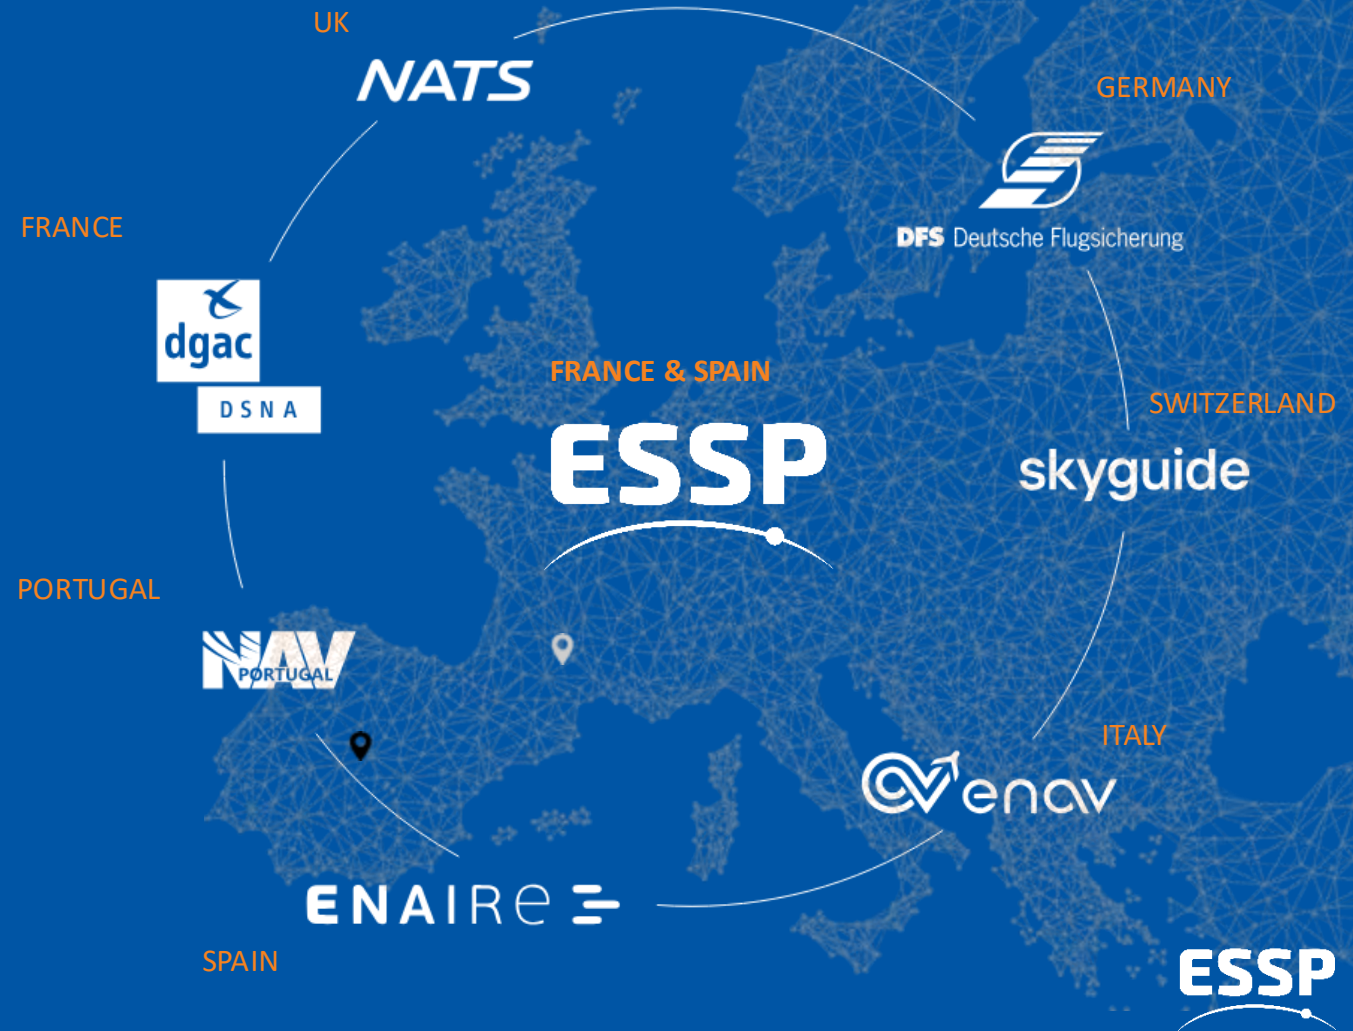 UK
NATS
GERMANY
DFS Deutsche Flugsicherung
FRANCE
dgac
DSNA
FRANCE & SPAIN
ESSP
SWITZERLAND
skyguide
PORTUGAL
NAV
PORTUGAL
ITALY
enav
ENAIRe
SPAIN
ESSP